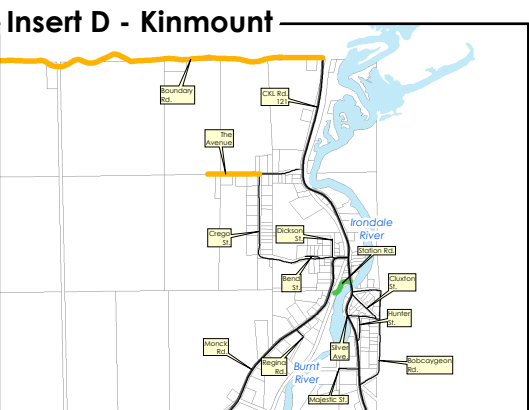 Insert D - Kinmount
Boundary
Rd.
CKL Rd.
121
The
Avenue
Irondale
River
Crego
St.
Dickson
St.
Station Rd.
Bend
St.
Cluxton
St.
Hunter
St.
Monck
Rd.
Regina
Rd.
Silver
Ave.
Burnt
River
Bobcaygeon
Rd.
Majestic St.